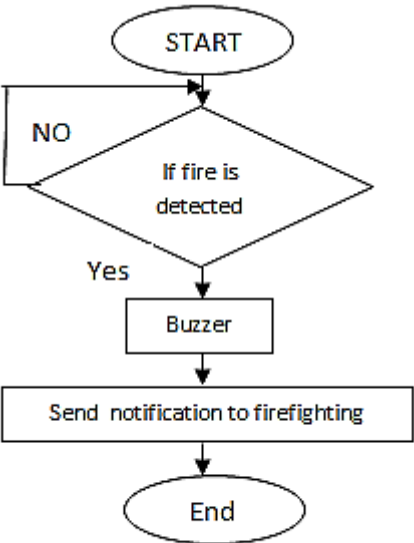 START
NO
If fire is
detected
Yes
Buzzer
Send notification to firefighting
End